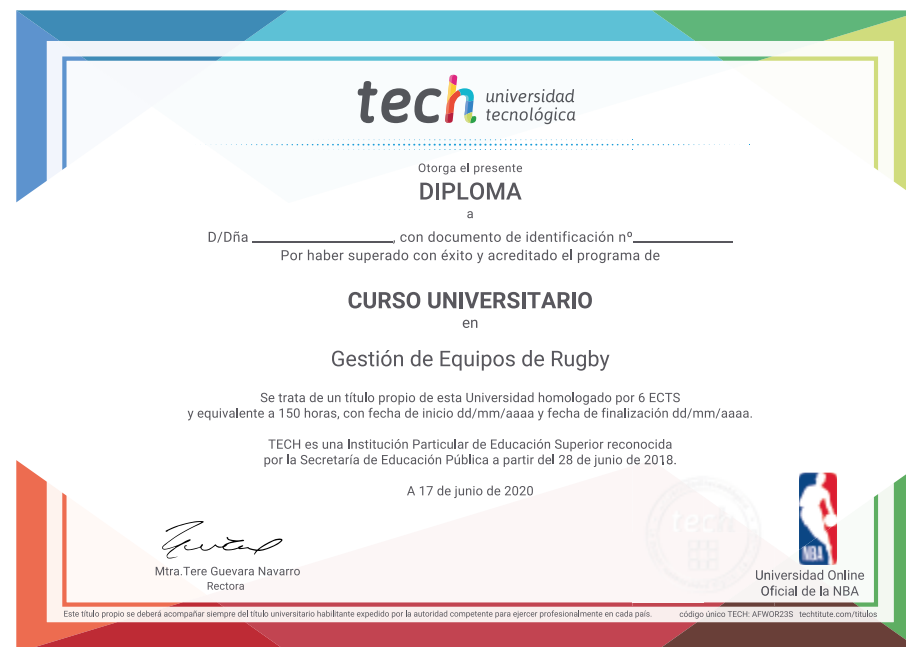 tech universidad
tecnológica
Otorga el presente
DIPLOMA
a
D/Dña ____________________, con documento de identificación nº______________
Por haber superado con éxito y acreditado el programa de
CURSO UNIVERSITARIO
en
Gestión de Equipos de Rugby
Se trata de un título propio de esta Universidad homologado por 6 ECTS
y equivalente a 150 horas, con fecha de inicio dd/mm/aaaa y fecha de finalización dd/mm/aaaa.
TECH es una Institución Particular de Educación Superior reconocida
por la Secretaría de Educación Pública a partir del 28 de junio de 2018.
A 17 de junio de 2020
tech
Mtra.Tere Guevara Navarro
Rectora
NBA
Universidad Online
Oficial de la NBA
Este título propio se deberá acompañar siempre del título universitario habilitante expedido por la autoridad competente para ejercer profesionalmente en cada país. código único TECH: AFWOR23S techtitute.com/titulos